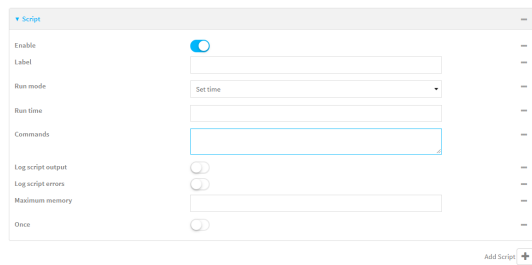 Script
Enable
Label
Run mode
Set time
Run time
Commands
Log script output
Log script errors
Maximum memory
Once
Add Script